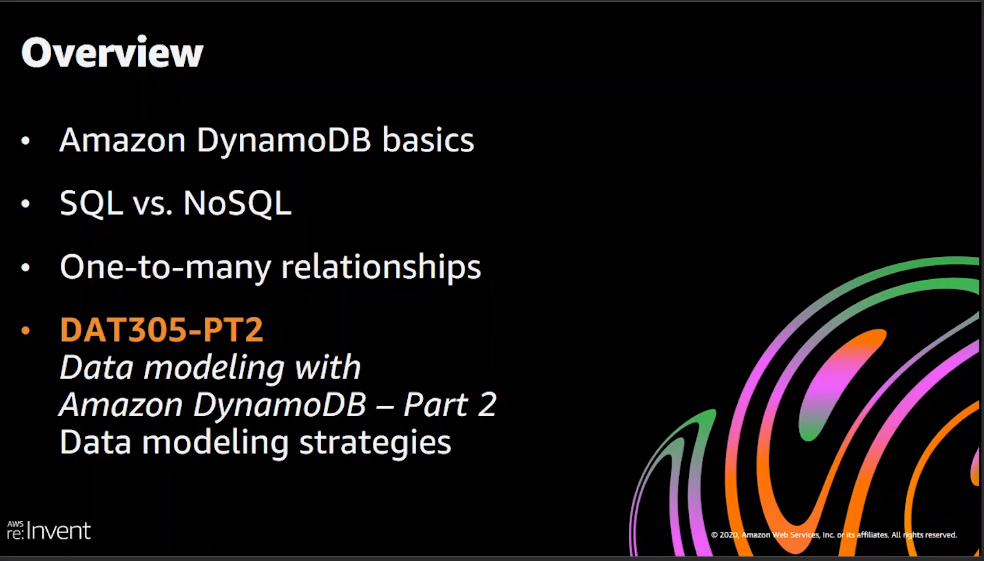 Overview
• Amazon DynamoDB basics
• SQL vs. NoSQL
• One-to-many relationships
• DAT305-PT2
Data modeling with
Amazon DynamoDB – Part 2
Data modeling strategies
AWS
re:Invent
© 2020, Amazon Web Services, Inc. or its affiliates. All rights reserved.